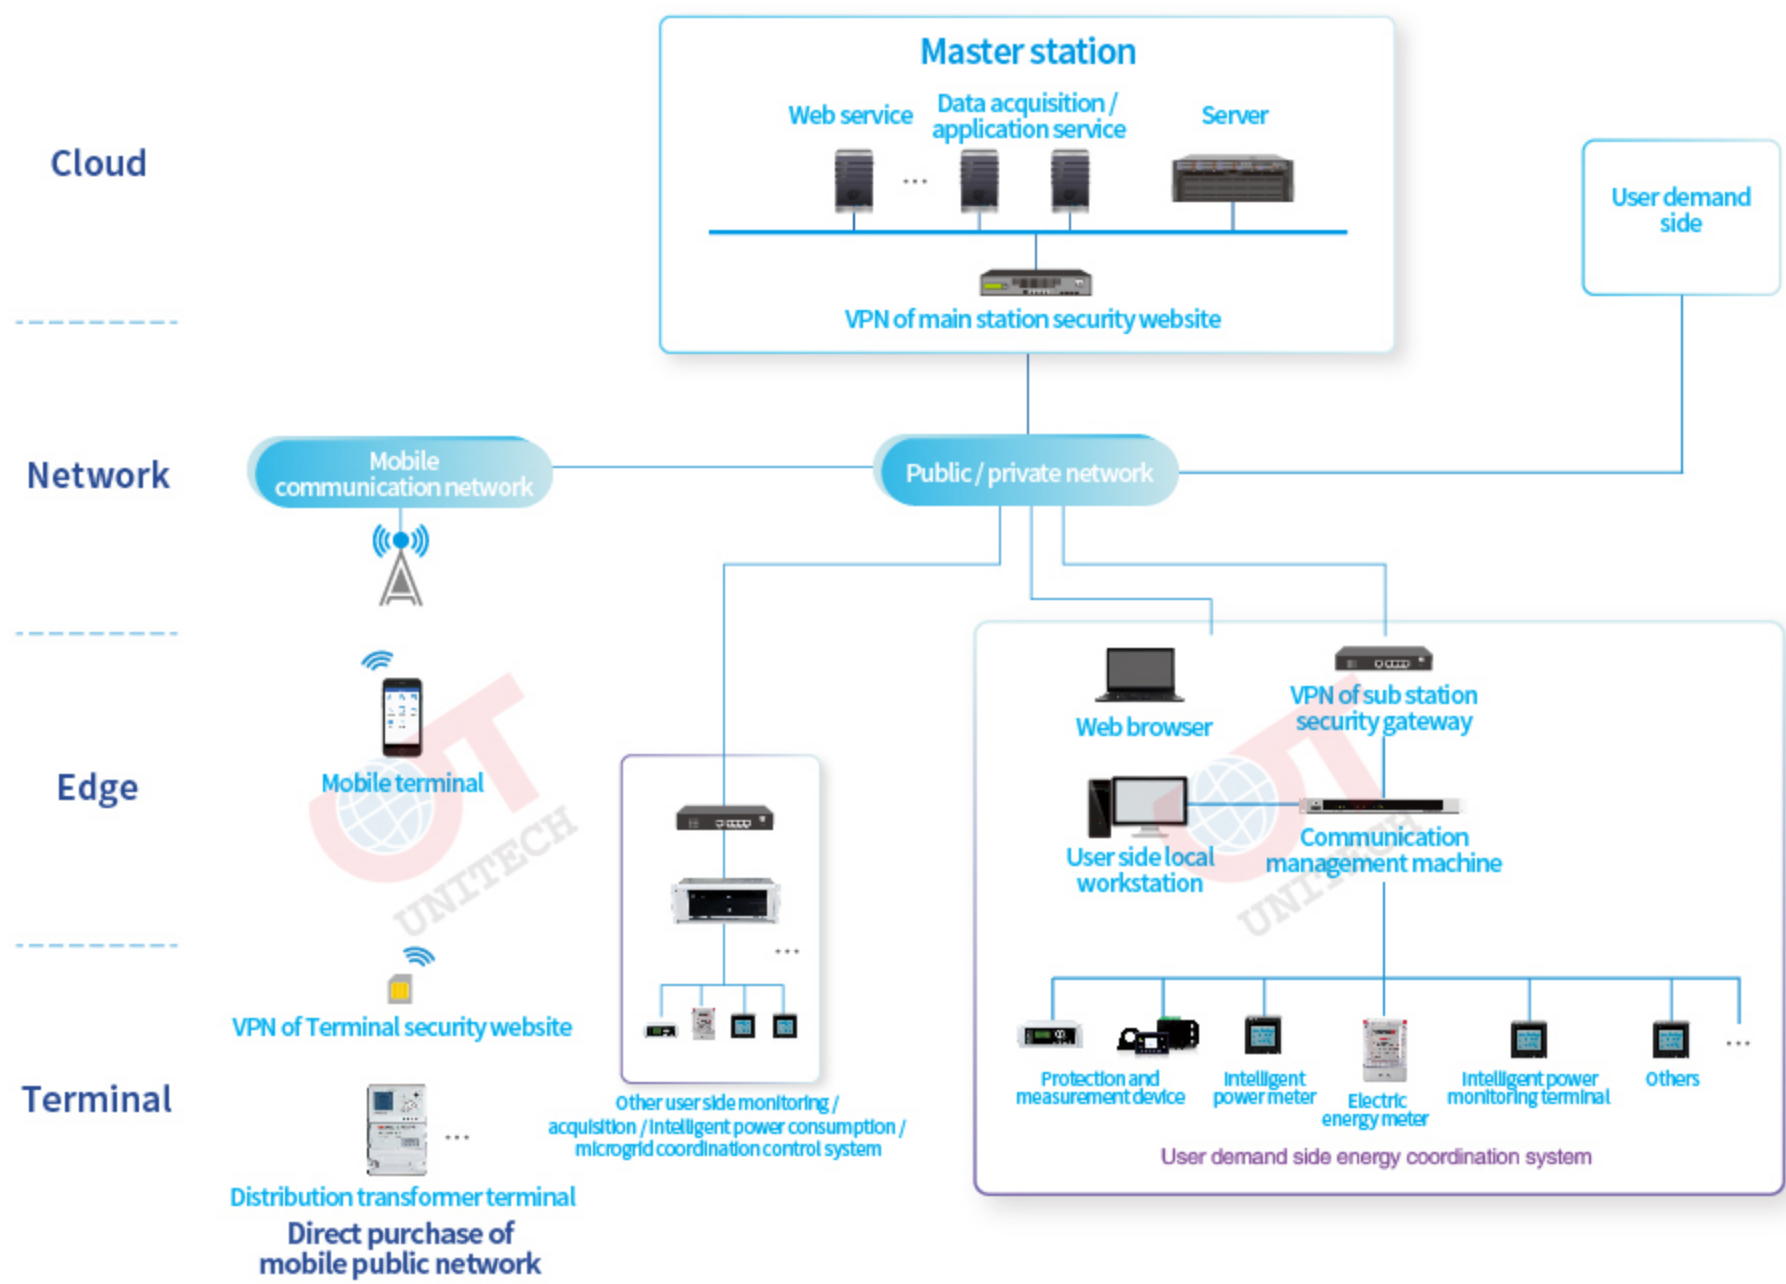 Master station
Web service
Data acquisition /
application service
Server
Cloud
User demand
side
VPN of main station security website
Network
Mobile
communication network
Public / private network
Edge
Mobile terminal
Web browser
VPN of sub station
security gateway
User side local
workstation
Communication
management machine
UNITECH
UNITECH
VPN of Terminal security website
Terminal
Other user side monitoring /
acquisition / Intelligent power consumption /
microgrid coordination control system
Protection and
measurement device
Intelligent
power meter
Electric
energy meter
Intelligent power
monitoring terminal
Others
User demand side energy coordination system
Distribution transformer terminal
Direct purchase of
mobile public network